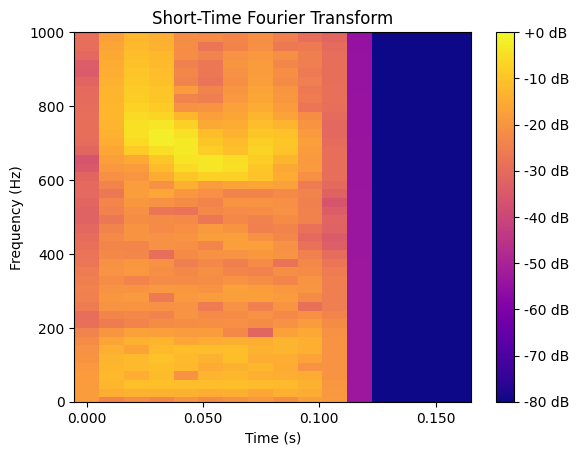 Short-Time Fourier Transform
1000
800
600
400
200
0
Frequency (Hz)
0.000
0.050
0.100
0.150
Time (s)
+0 dB
-10 dB
-20 dB
-30 dB
-40 dB
-50 dB
-60 dB
-70 dB
-80 dB